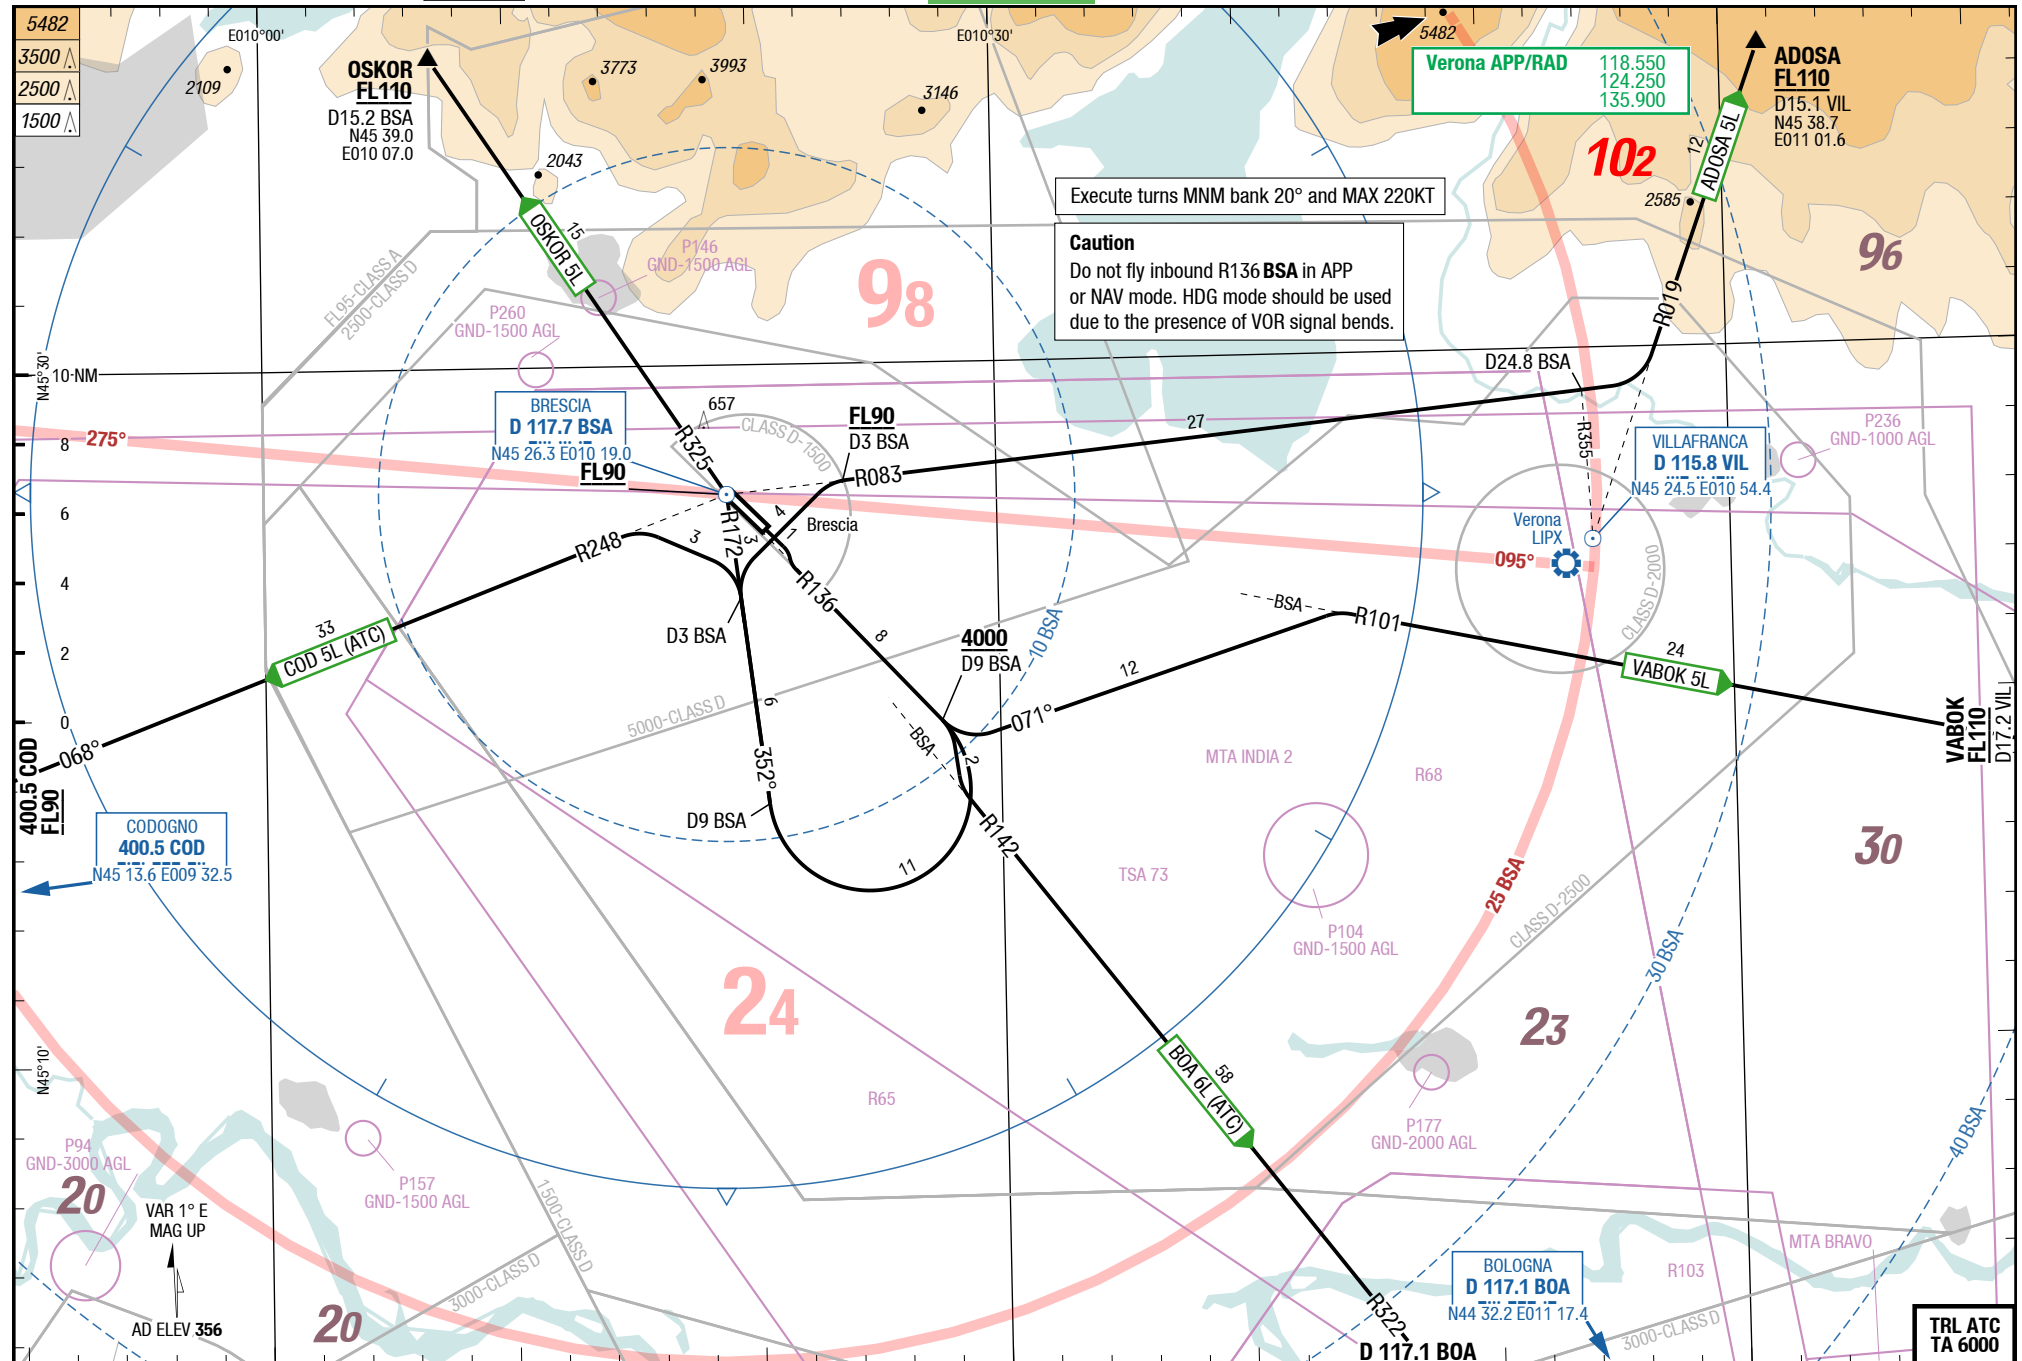 5482
3500
2500
1500
2109
E010°00'
OSKOR
FL110
D15.2 BSA
N45 39.0
E010 07.0
3773
3993
3146
2043
E010°30'
5482
Verona APP/RAD 118.550
124.250
135.900
ADOSA
FL110
D15.1 VIL
N45 38.7
E011 01.6
102
12
ADOSA 5L
2585
96
Execute turns MNM bank 20° and MAX 220KT
Caution
Do not fly inbound R136 BSA in APP
or NAV mode. HDG mode should be used
due to the presence of VOR signal bends.
15
OSKOR 5L
P146
GND-1500 AGL
98
FL95-CLASS A
2500-CLASS D
P260
GND-1500 AGL
R019
D24.8 BSA
N45°30'
10 NM
8
6
4
2
0
275°
BRESCIA
D 117.7 BSA
N45 26.3 E010 19.0
FL90
657
R325
CLASS D-1500
FL90
D3 BSA
R083
27
R355
P236
GND-1000 AGL
VILLAFRANCA
D 115.8 VIL
N45 24.5 E010 54.4
Verona
LIPX
095°
CLASS D-2000
R172
3
4
1
Brescia
R248
3
R136
D3 BSA
8
4000
D9 BSA
10 BSA
BSA
R101
24
VABOK 5L
33
COD 5L (ATC)
12
071°
5000-CLASS D
6
352°
BSA
2
068°
400.5 COD
FL90
VABOK
FL110
D17.2 VIL
MTA INDIA 2
R68
D9 BSA
11
R142
CODOGNO
400.5 COD
N45 13.6 E009 32.5
TSA 73
30
P104
GND-1500 AGL
25 BSA
CLASS D-2500
30 BSA
24
23
N45°10'
58
BOA 6L (ATC)
R65
P177
GND-2000 AGL
40 BSA
P94
GND-3000 AGL
20
P157
GND-1500 AGL
1500-CLASS D
VAR 1° E
MAG UP
AD ELEV 356
20
3000-CLASS D
R322
D 117.1 BOA
BOLOGNA
D 117.1 BOA
N44 32.2 E011 17.4
R103
MTA BRAVO
3000-CLASS D
TRL ATC
TA 6000